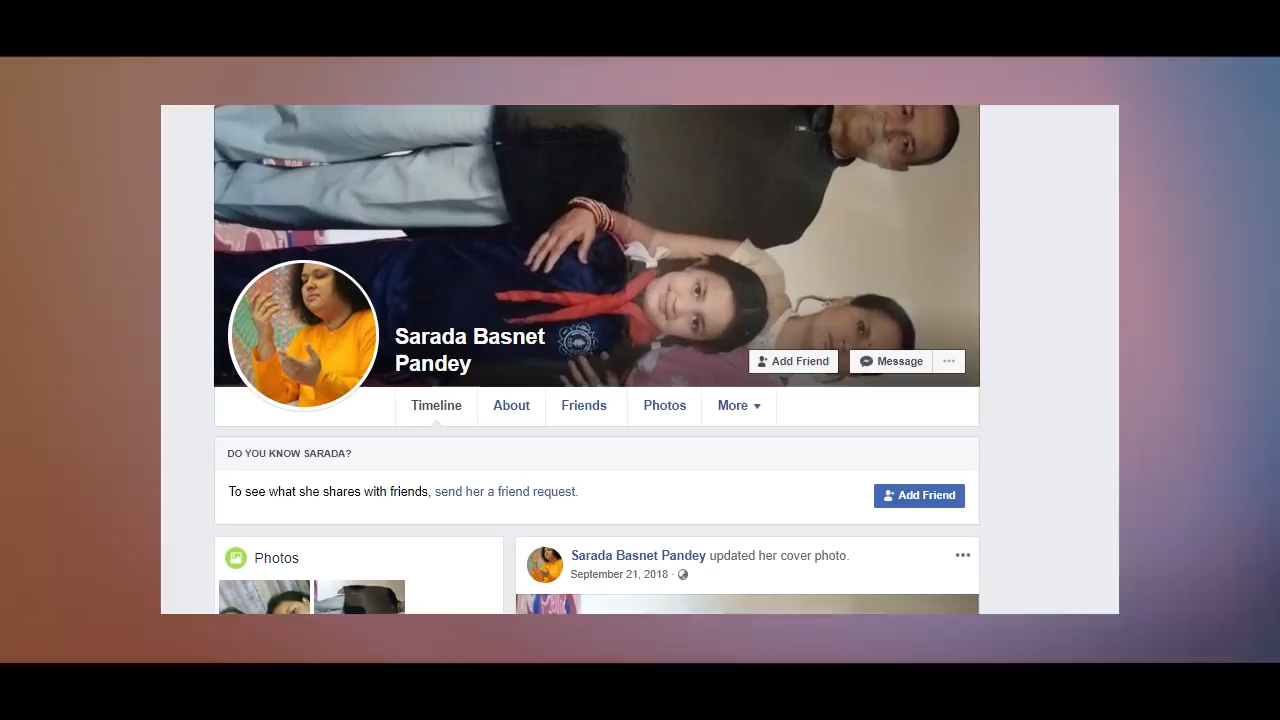 Sarada Basnet
Pandey
Add Friend
Message
Timeline
About
Friends
Photos
More
DO YOU KNOW SARADA?
To see what she shares with friends, send her a friend request.
Add Friend
Photos
Sarada Basnet Pandey updated her cover photo.
September 21, 2018